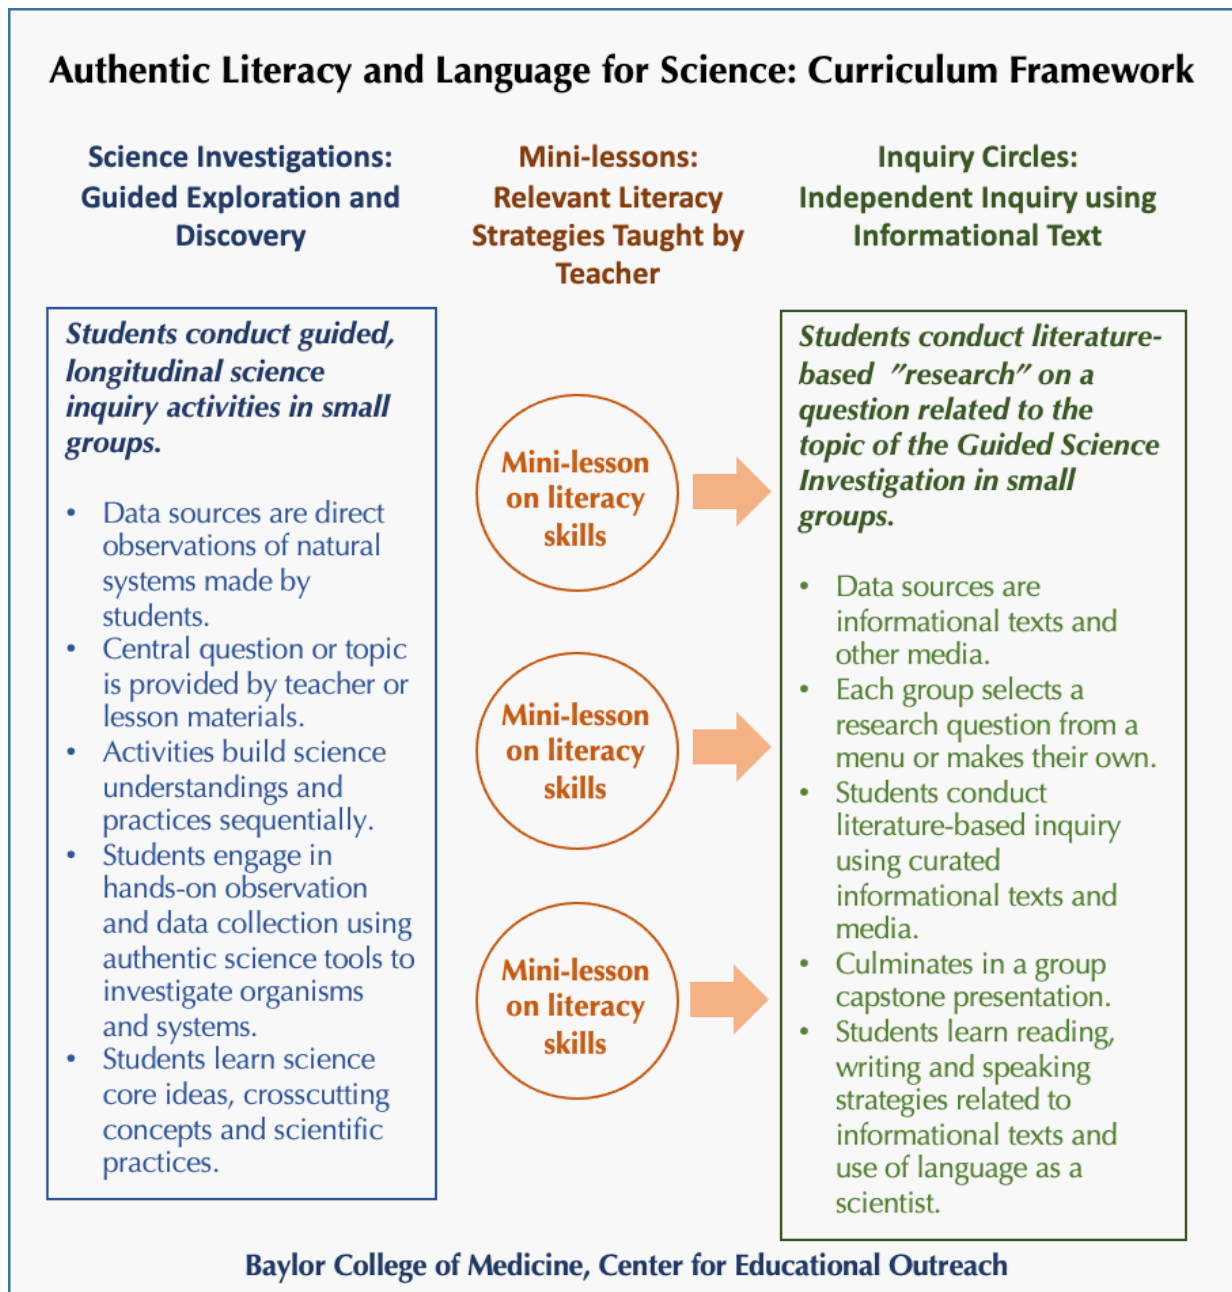 Authentic Literacy and Language for Science: Curriculum Framework
Science Investigations:
Guided Exploration and
Discovery
Students conduct guided,
longitudinal science
inquiry activities in small
groups.
• Data sources are direct
observations of natural
systems made by
students.
• Central question or topic
is provided by teacher or
lesson materials.
• Activities build science
understandings and
practices sequentially.
• Students engage in
hands-on observation
and data collection using
authentic science tools to
investigate organisms
and systems.
• Students learn science
core ideas, crosscutting
concepts and scientific
practices.
Mini-lessons:
Relevant Literacy
Strategies Taught by
Teacher
Mini-lesson
on literacy
skills
Mini-lesson
on literacy
skills
Mini-lesson
on literacy
skills
Inquiry Circles:
Independent Inquiry using
Informational Text
Students conduct literature-
based ”research” on a
question related to the
topic of the Guided Science
Investigation in small
groups.
• Data sources are
informational texts and
other media.
• Each group selects a
research question from a
menu or makes their own.
• Students conduct
literature-based inquiry
using curated
informational texts and
media.
• Culminates in a group
capstone presentation.
• Students learn reading,
writing and speaking
strategies related to
informational texts and
use of language as a
scientist.
Baylor College of Medicine, Center for Educational Outreach